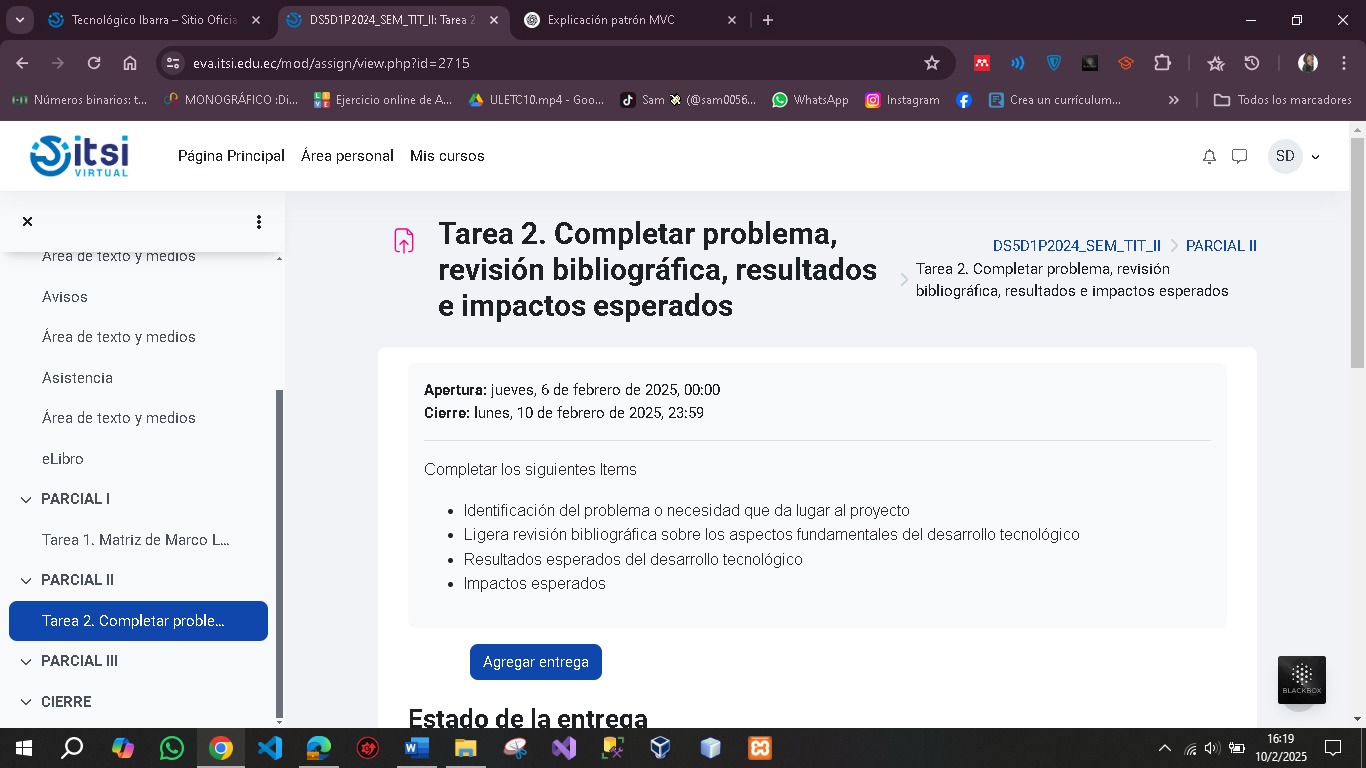 Tecnológico Ibarra – Sitio Oficia
DS5D1P2024_SEM_TIT_II: Tarea 2
Explicación patrón MVC
eva.itsi.edu.ec/mod/assign/view.php?id=2715
Números binarios: t...
MONOGRÁFICO :Di...
Ejercicio online de A...
ULETC10.mp4 - Goo...
Sam (@sam0056...
WhatsApp
Instagram
Crea un currículum...
Todos los marcadores
itsi
VIRTUAL
Página Principal
Área personal
Mis cursos
SD
Área de texto y medios
Avisos
Área de texto y medios
Asistencia
Área de texto y medios
eLibro
PARCIAL I
Tarea 1. Matriz de Marco L...
PARCIAL II
Tarea 2. Completar proble...
PARCIAL III
CIERRE
Tarea 2. Completar problema,
revisión bibliográfica, resultados
e impactos esperados
DS5D1P2024_SEM_TIT_II
PARCIAL II
Tarea 2. Completar problema, revisión
bibliográfica, resultados e impactos esperados
Apertura: jueves, 6 de febrero de 2025, 00:00
Cierre: lunes, 10 de febrero de 2025, 23:59
Completar los siguientes Items
Identificación del problema o necesidad que da lugar al proyecto
Ligera revisión bibliográfica sobre los aspectos fundamentales del desarrollo tecnológico
Resultados esperados del desarrollo tecnológico
Impactos esperados
Agregar entrega
Estado de la entrega
BLACKBOX
16:19
10/2/2025